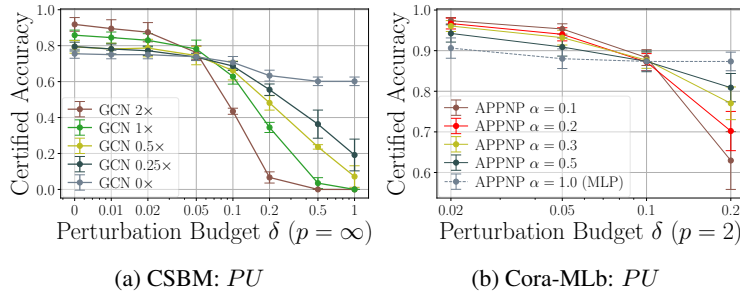 Certified Accuracy
1.0
0.8
0.6
0.4
0.2
0.0
GCN 2×
GCN 1×
GCN 0.5×
GCN 0.25×
GCN 0×
0 0.01 0.02 0.05 0.1 0.2 0.5 1
Perturbation Budget δ (p = ∞)
(a) CSBM: PU
Certified Accuracy
1.0
0.9
0.8
0.7
0.6
APPNP α = 0.1
APPNP α = 0.2
APPNP α = 0.3
APPNP α = 0.5
APPNP α = 1.0 (MLP)
0.02 0.05 0.1 0.2
Perturbation Budget δ (p = 2)
(b) Cora-MLb: PU